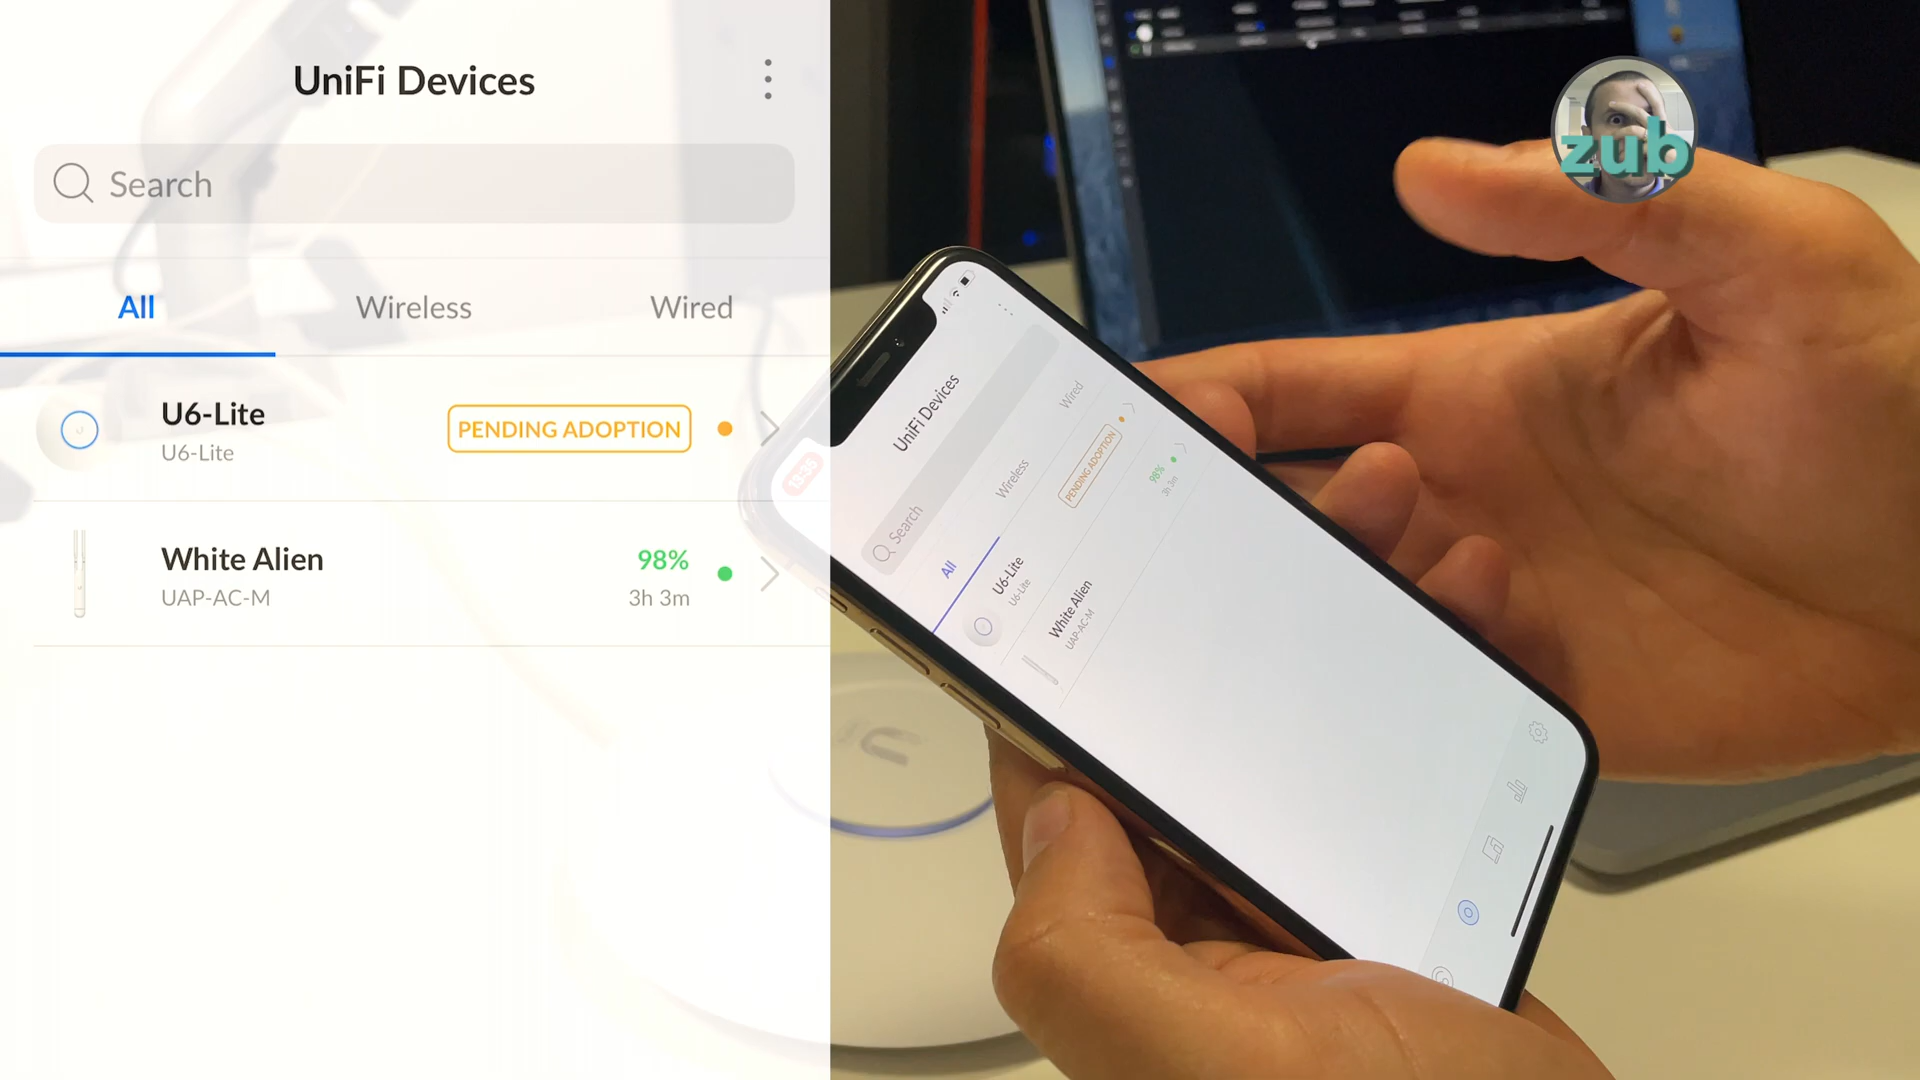 UniFi Devices
Search
All Wireless Wired
U6-Lite
U6-Lite
PENDING ADOPTION
White Alien
UAP-AC-M
98%
3h 3m
zub
13:35
UniFi Devices
Search
All Wireless Wired
U6-Lite
U6-Lite
PENDING ADOPTION
White Alien
UAP-AC-M
98%
3h 3m